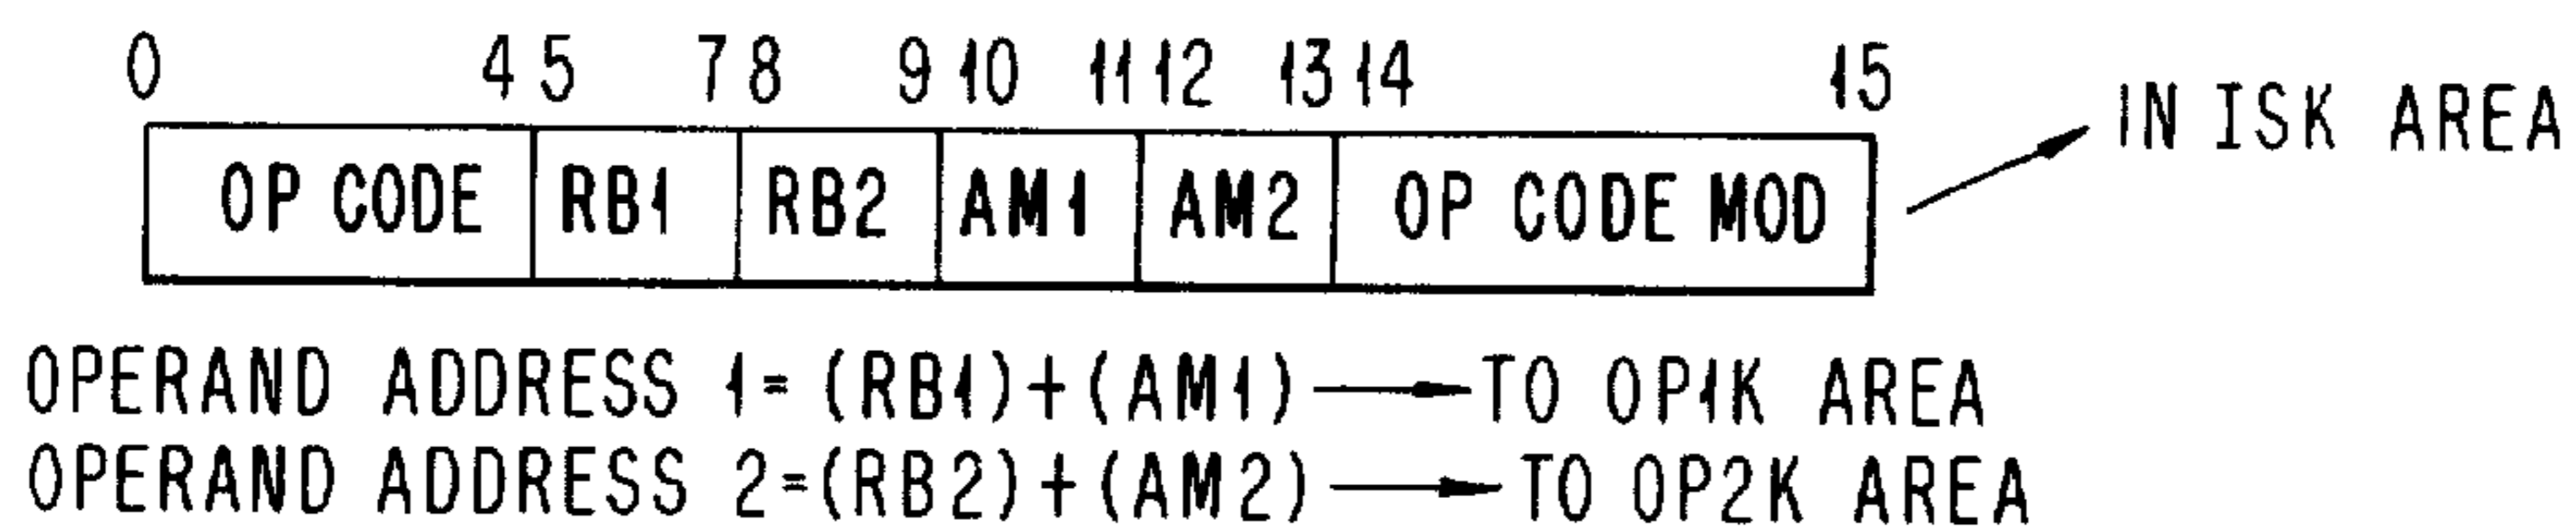 0 4 5 7 8 9 10 11 12 13 14 15
IN ISK AREA
OP CODE RB1 RB2 AM1 AM2 OP CODE MOD
OPERAND ADDRESS 1=(RB1)+(AM1)→TO OP1K AREA
OPERAND ADDRESS 2=(RB2)+(AM2)→TO OP2K AREA